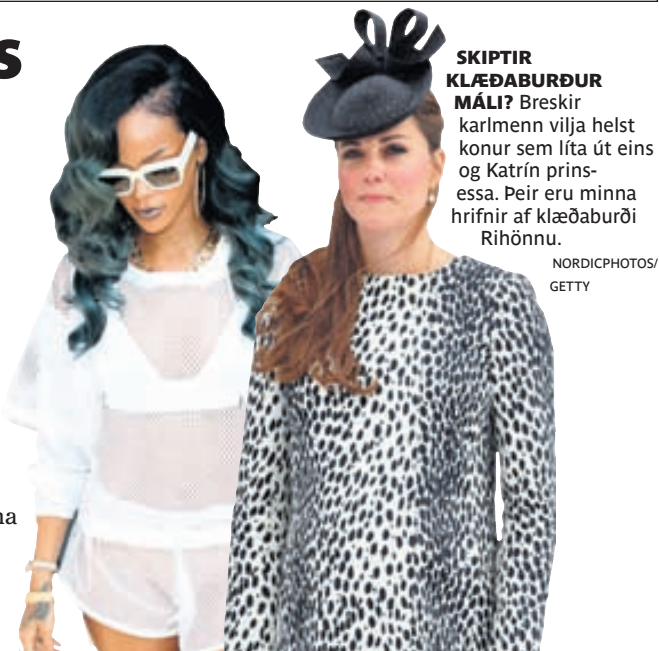 s
SKIPTIR
KLÆÐABURÐUR
MÁLI? Breskir
karlmenn vilja helst
konur sem líta út eins
og Katrín prins-
essa. Þeir eru minna
hrifnir af klæðaburði
Rihönnu.
NORDICPHOTOS/
GETTY
na